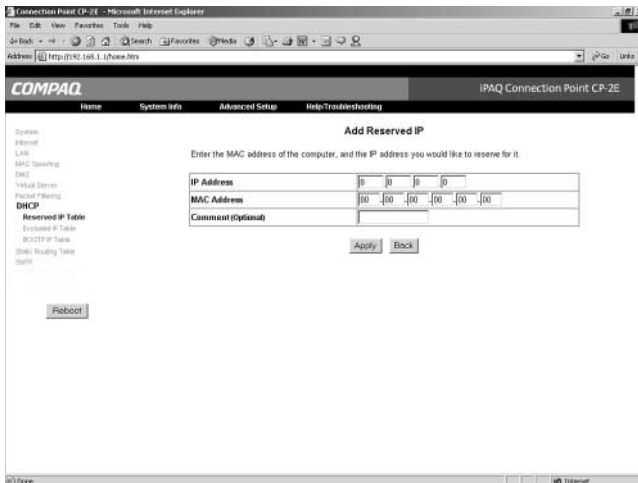 Connection Point CP-2E - Microsoft Internet Explorer
File Edit View Favorites Tools Help
Back Search Favorites Media
Address http://192.168.1.1/home.htm Go Links
COMPAQ iPAQ Connection Point CP-2E
Home System Info Advanced Setup Help/Troubleshooting
System
Internet
LAN
MAC Spoofing
DMZ
Virtual Server
Packet Filtering
DHCP
Reserved IP Table
Excluded IP Table
BOOTP IP Table
Static Routing Table
SNTP
Reboot
Add Reserved IP
Enter the MAC address of the computer, and the IP address you would like to reserve for it.
IP Address 0 0 0 0
MAC Address 00 -00 -00 -00 -00 -00
Comment (Optional)
Apply Back
Done Internet